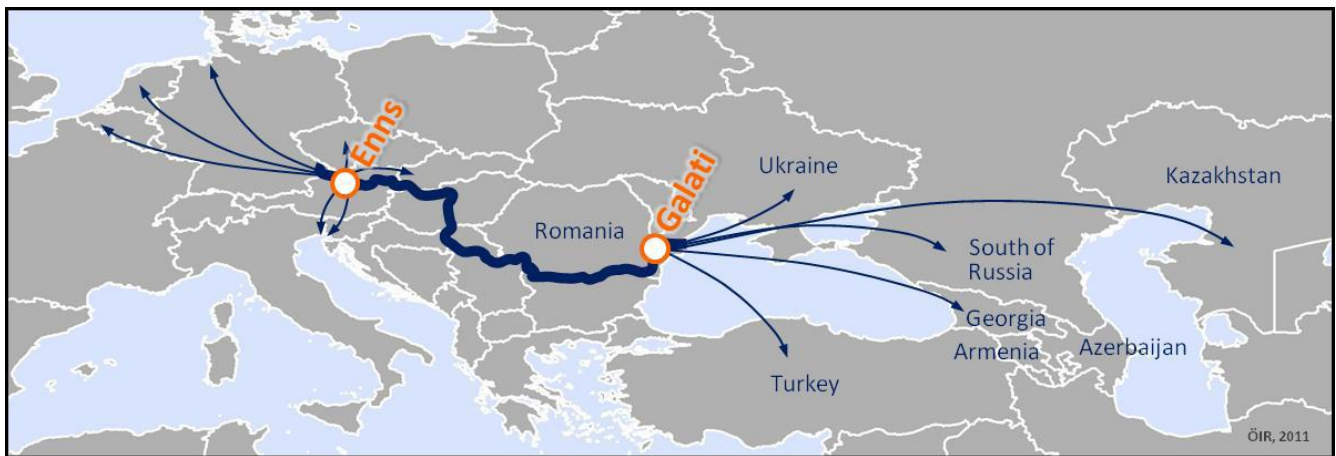 Enns
Galati
Ukraine
Kazakhstan
Romania
South of
Russia
Georgia
Armenia
Azerbaijan
Turkey
ÖIR, 2011